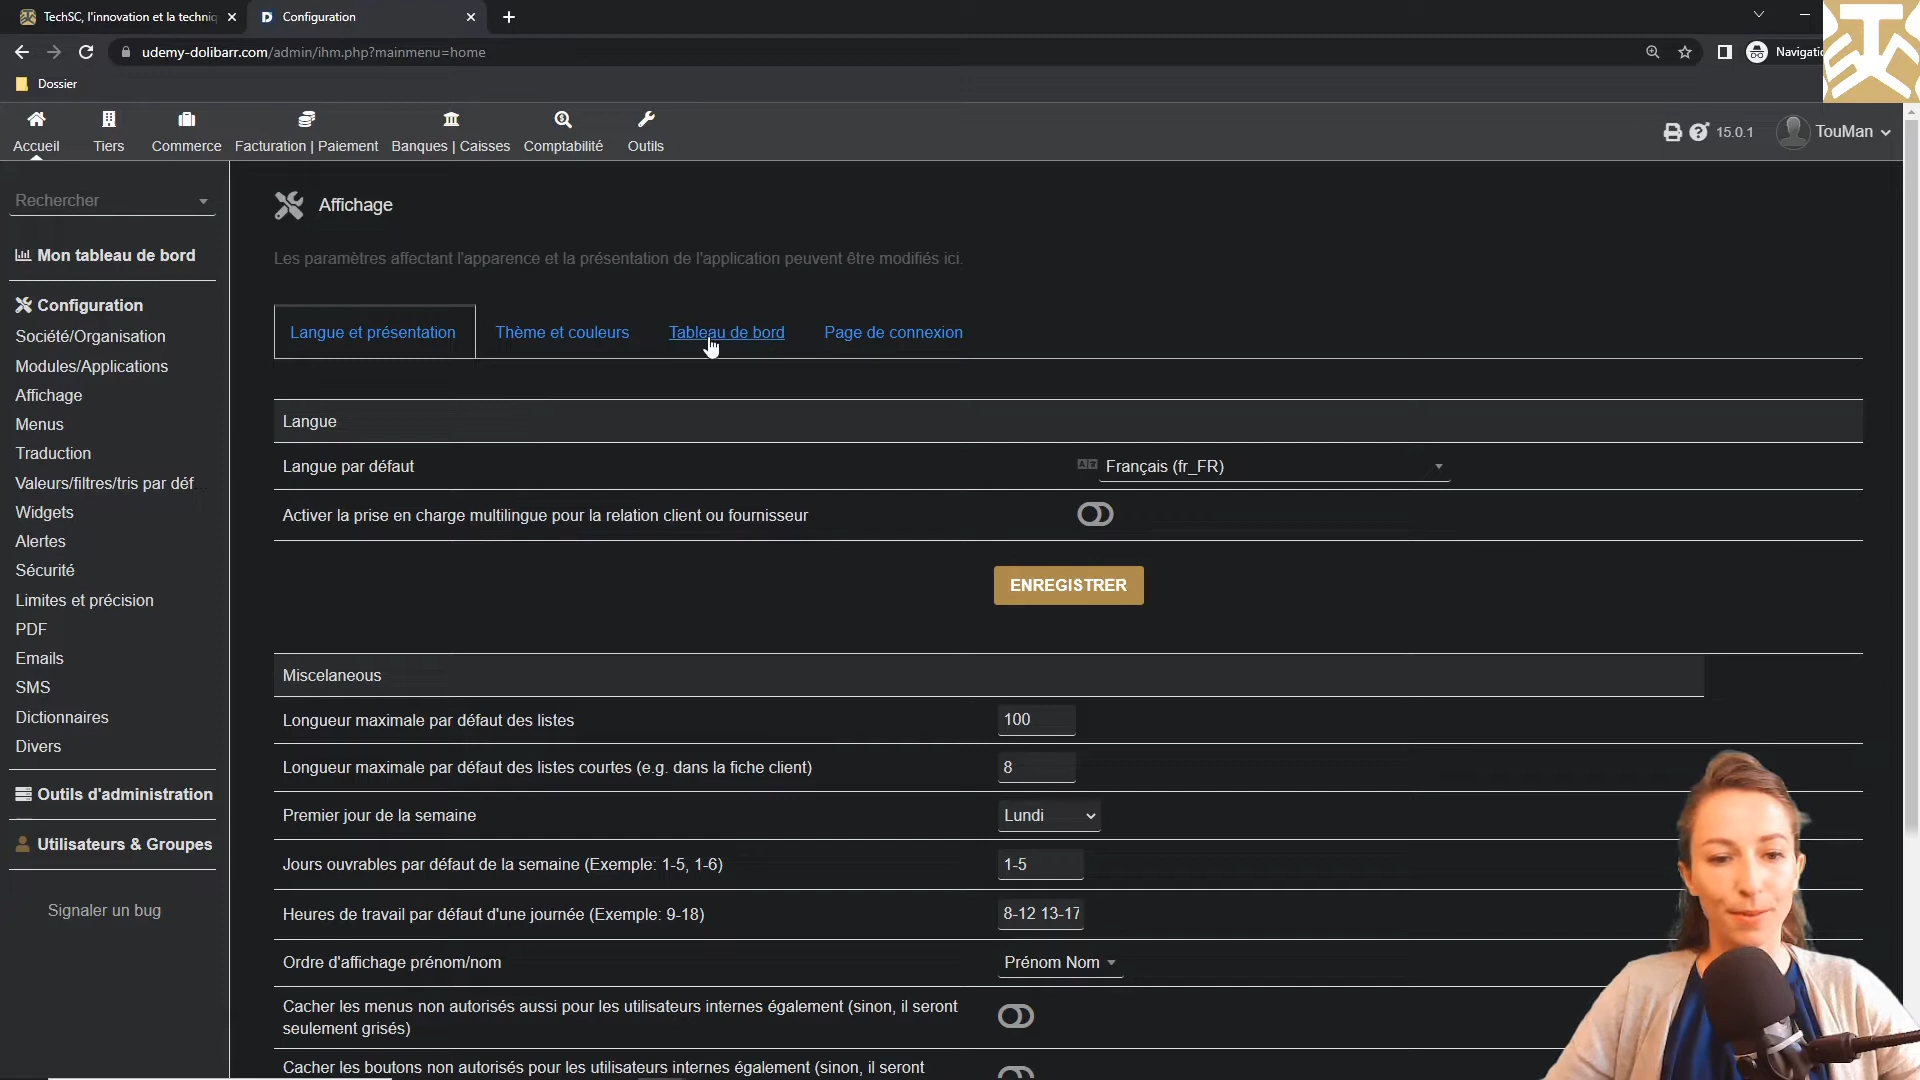 TechSC, l'innovation et la techniq
Configuration
udemy-dolibarr.com/admin/ihm.php?mainmenu=home
Navigatio
Dossier
Accueil
Tiers
Commerce
Facturation | Paiement
Banques | Caisses
Comptabilité
Outils
15.0.1
TouMan
Rechercher
Mon tableau de bord
Configuration
Société/Organisation
Modules/Applications
Affichage
Menus
Traduction
Valeurs/filtres/tris par déf
Widgets
Alertes
Sécurité
Limites et précision
PDF
Emails
SMS
Dictionnaires
Divers
Outils d'administration
Utilisateurs & Groupes
Signaler un bug
Affichage
Les paramètres affectant l'apparence et la présentation de l'application peuvent être modifiés ici.
Langue et présentation
Thème et couleurs
Tableau de bord
Page de connexion
Langue
Langue par défaut
Français (fr_FR)
Activer la prise en charge multilingue pour la relation client ou fournisseur
ENREGISTRER
Miscelaneous
Longueur maximale par défaut des listes
100
Longueur maximale par défaut des listes courtes (e.g. dans la fiche client)
8
Premier jour de la semaine
Lundi
Jours ouvrables par défaut de la semaine (Exemple: 1-5, 1-6)
1-5
Heures de travail par défaut d'une journée (Exemple: 9-18)
8-12 13-17
Ordre d'affichage prénom/nom
Prénom Nom
Cacher les menus non autorisés aussi pour les utilisateurs internes également (sinon, il seront
seulement grisés)
Cacher les boutons non autorisés pour les utilisateurs internes également (sinon, il seront